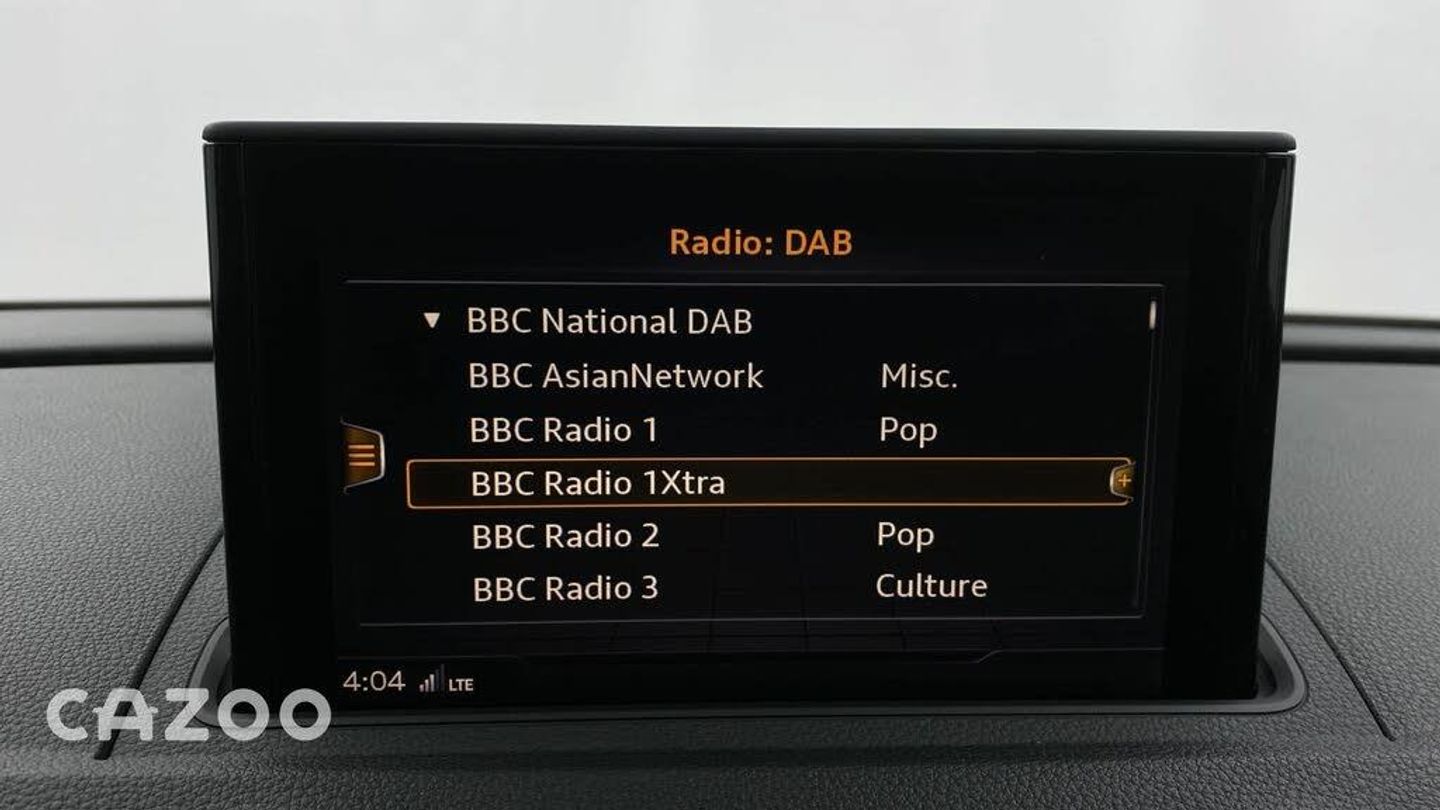 Radio: DAB
▼ BBC National DAB
BBC AsianNetwork Misc.
BBC Radio 1 Pop
BBC Radio 1Xtra +
BBC Radio 2 Pop
BBC Radio 3 Culture
4:04 LTE
CAZOO